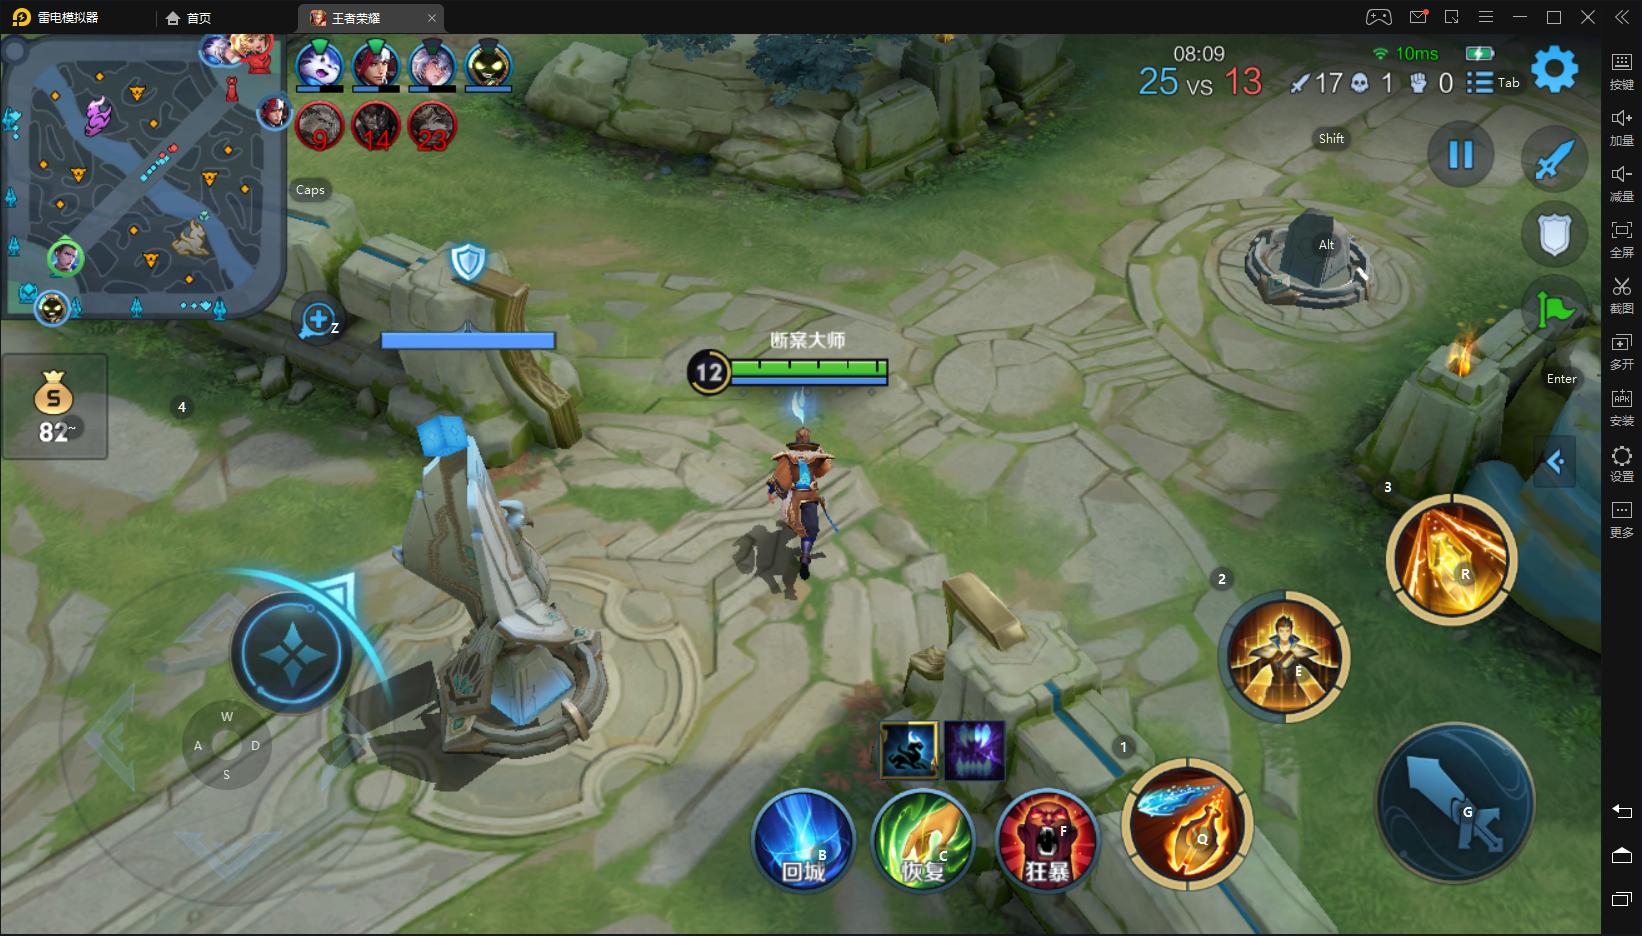 雷电模拟器
首页
王者荣耀
08:09
10ms
25 vs 13
17 1 0
Tab
9
14
23
Caps
Shift
Alt
Z
断案大师
12
Enter
S
82
~
4
3
R
2
E
W
A
D
S
1
G
B
回城
C
恢复
F
狂暴
Q
按键
加量
减量
全屏
截图
多开
APK
安装
设置
更多